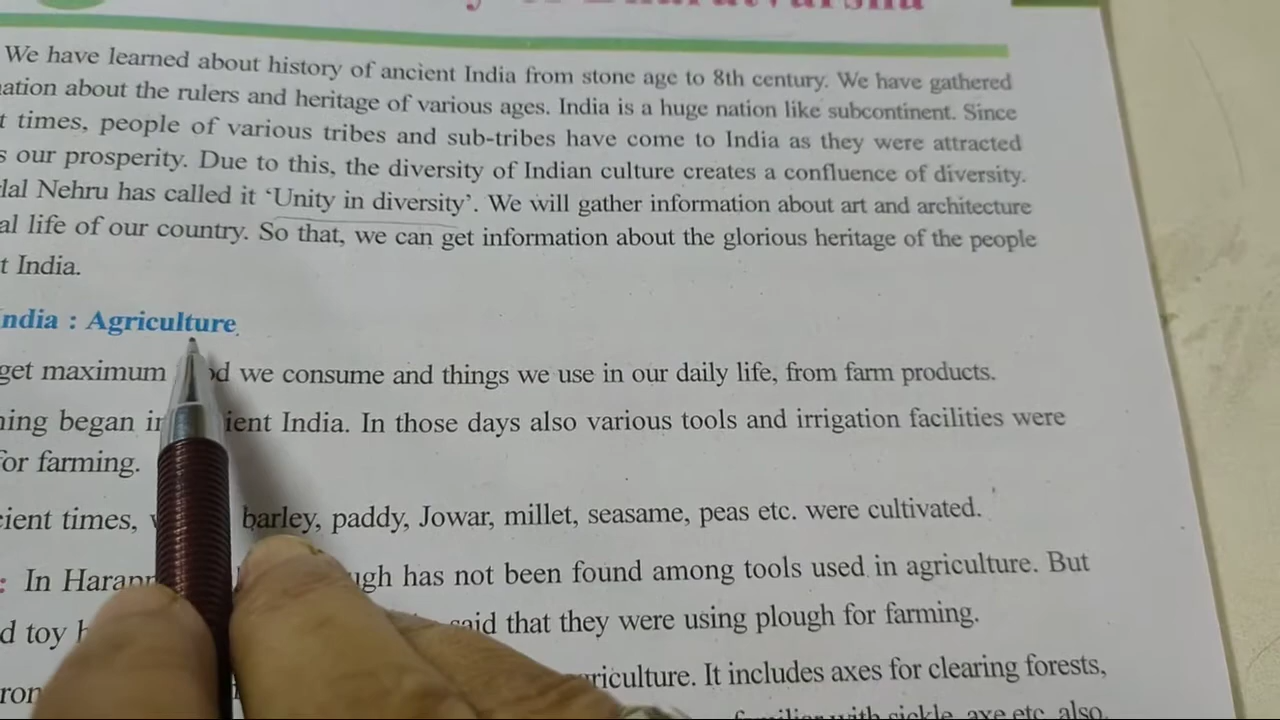 We have learned about history of ancient India from stone age to 8th century. We have gathered
ation about the rulers and heritage of various ages. India is a huge nation like subcontinent. Since
t times, people of various tribes and sub-tribes have come to India as they were attracted
s our prosperity. Due to this, the diversity of Indian culture creates a confluence of diversity.
lal Nehru has called it ‘Unity in diversity’. We will gather information about art and architecture
al life of our country. So that, we can get information about the glorious heritage of the people
t India.
ndia : Agriculture
get maximum we consume and things we use in our daily life, from farm products.
ing began in ient India. In those days also various tools and irrigation facilities were
for farming.
cient times, barley, paddy, Jowar, millet, seasame, peas etc. were cultivated.
: In Harapp ugh has not been found among tools used in agriculture. But
d toy said that they were using plough for farming.
ron riculture. It includes axes for clearing forests,
with sickle, axe etc. also.